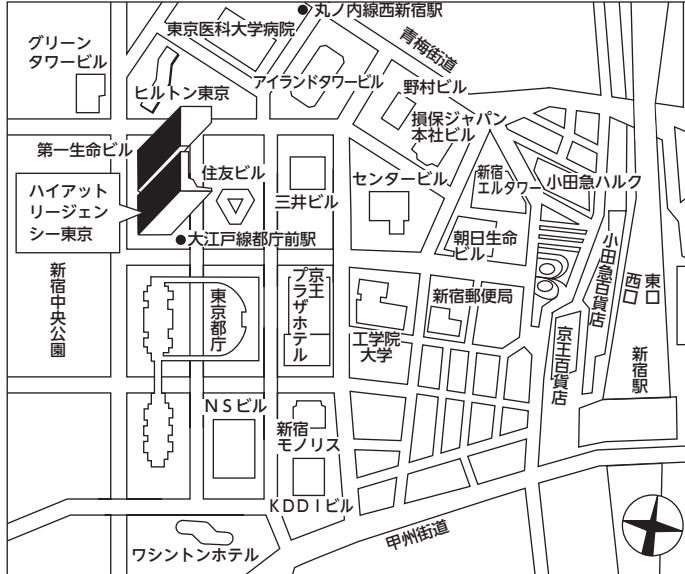 丸ノ内線西新宿駅
東京医科大学病院
グリーン
タワービル
青梅街道
アイランドタワービル
野村ビル
ヒルトン東京
損保ジャパン
本社ビル
第一生命ビル
住友ビル
三井ビル
センタービル
新宿
エルタワー
小田急ハルク
ハイアット
リージェン
シー東京
大江戸線都庁前駅
朝日生命
ビル
小田急百貨店
東口
西口
新宿中央公園
東京都庁
京王
プラザホテル
新宿郵便局
工学院
大学
京王百貨店
新宿駅
NSビル
新宿
モノリス
KDDIビル
甲州街道
ワシントンホテル